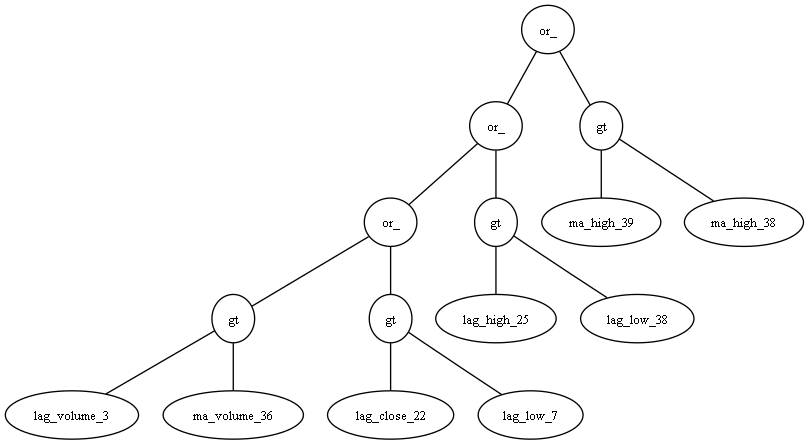 or_
or_
gt
or_
gt
ma_high_39
ma_high_38
gt
gt
lag_high_25
lag_low_38
lag_volume_3
ma_volume_36
lag_close_22
lag_low_7